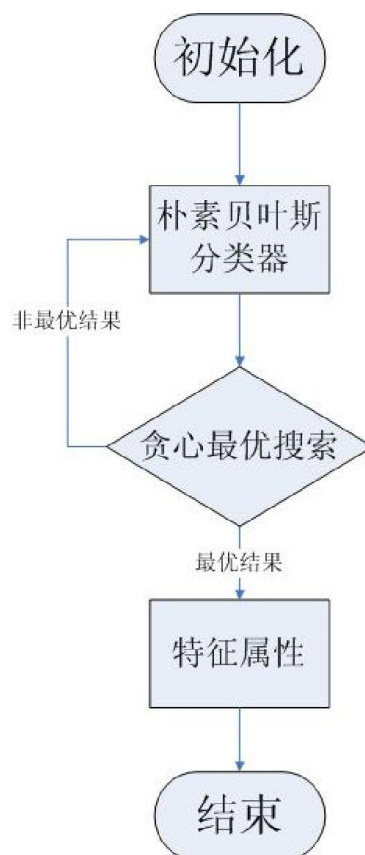 初始化
朴素贝叶斯
分类器
非最优结果
贪心最优搜索
最优结果
特征属性
结束